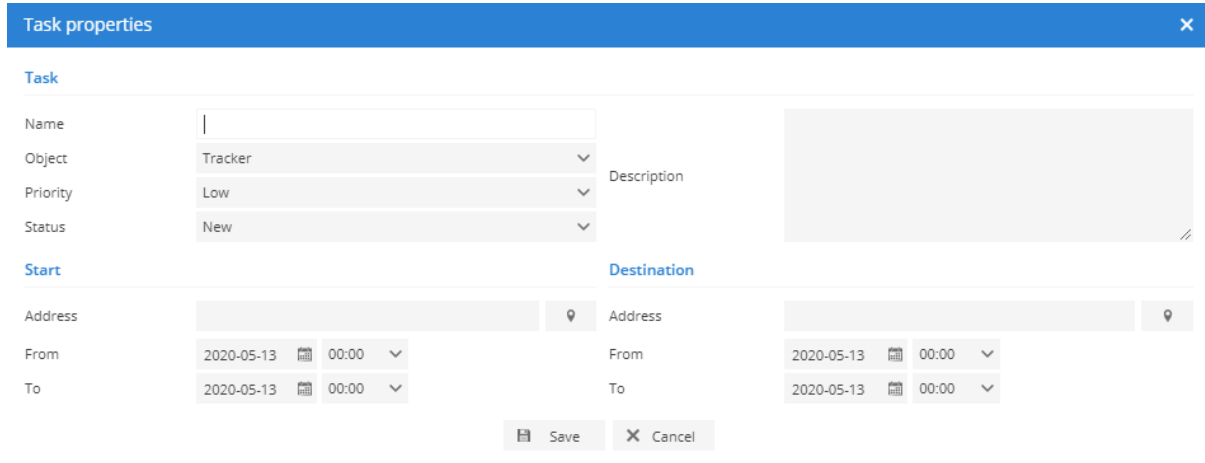 Task properties
Task
Name
Object Tracker
Priority Low
Status New
Description
Start
Address
From 2020-05-13 00:00
To 2020-05-13 00:00
Destination
Address
From 2020-05-13 00:00
To 2020-05-13 00:00
Save Cancel